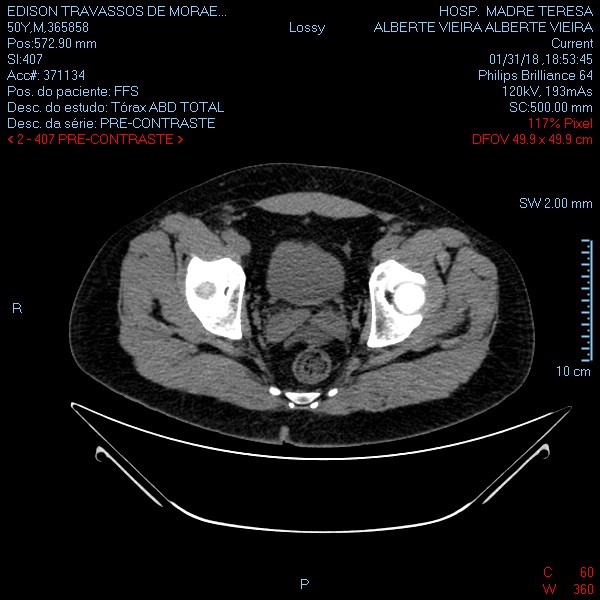 EDISON TRAVASSOS DE MORAE...
50Y,M,365858
Pos:572.90 mm
SI:407
Acc#: 371134
Pos. do paciente: FFS
Desc. do estudo: Tórax ABD TOTAL
Desc. da série: PRE-CONTRASTE
< 2 - 407 PRE-CONTRASTE >
Lossy
HOSP. MADRE TERESA
ALBERTE VIEIRA ALBERTE VIEIRA
Current
01/31/18 ,18:53:45
Philips Brilliance 64
120kV, 193mAs
SC:500.00 mm
117% Pixel
DFOV 49.9 x 49.9 cm
SW 2.00 mm
R
10 cm
P
C 60
W 360